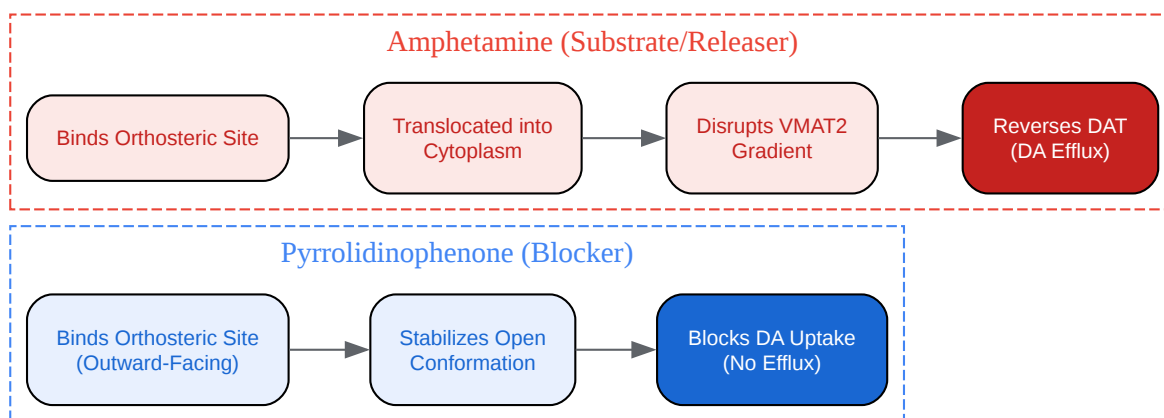 Amphetamine (Substrate/Releaser)
Binds Orthosteric Site
Translocated into
Cytoplasm
Disrupts VMAT2
Gradient
Reverses DAT
(DA Efflux)
Pyrrolidinophenone (Blocker)
Binds Orthosteric Site
(Outward-Facing)
Stabilizes Open
Conformation
Blocks DA Uptake
(No Efflux)